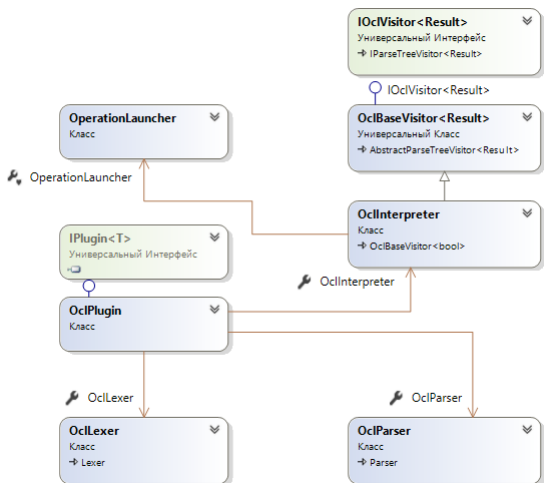 IOclVisitor<Result>
Универсальный Интерфейс
IParseTreeVisitor<Result>
IOclVisitor<Result>
OperationLauncher
Класс
OclBaseVisitor<Result>
Универсальный Класс
AbstractParseTreeVisitor<Result>
OperationLauncher
IPlugin<T>
Универсальный Интерфейс
OclInterpreter
Класс
OclBaseVisitor<bool>
OclInterpreter
OclPlugin
Класс
OclLexer
OclParser
OclLexer
Класс
Lexer
OclParser
Класс
Parser